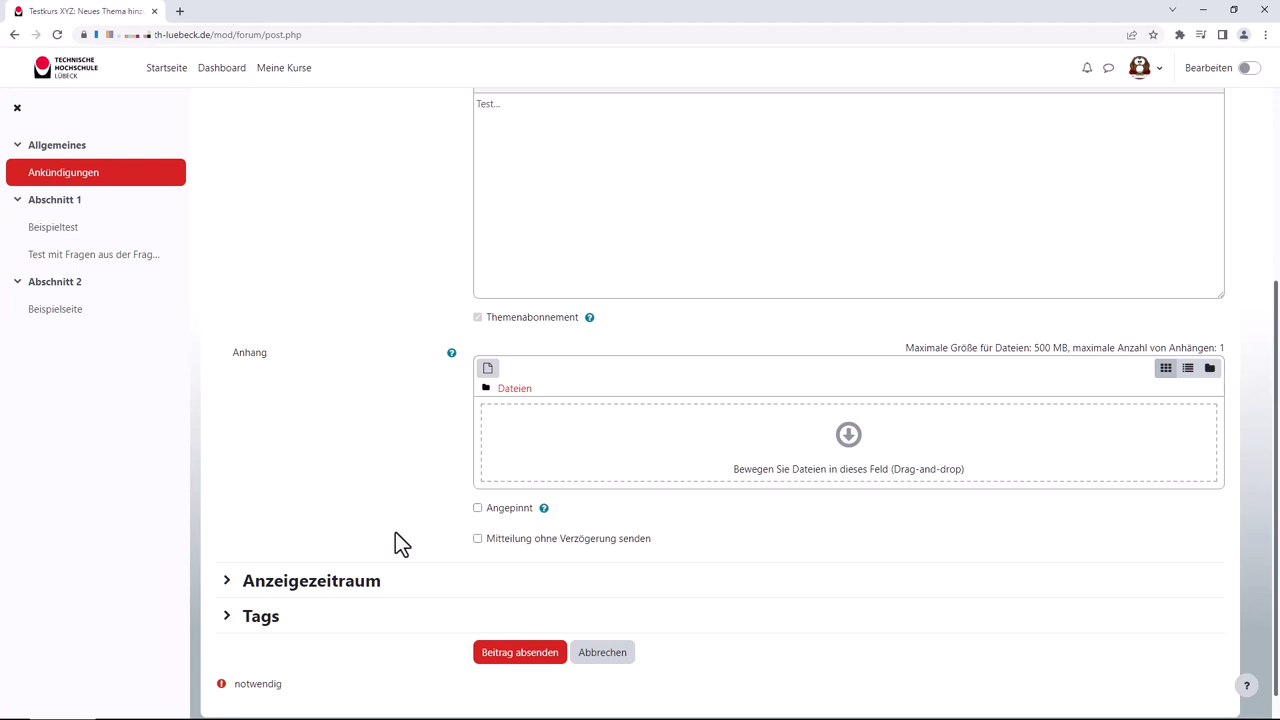 Testkurs XYZ: Neues Thema hinz
th-luebeck.de/mod/forum/post.php
TECHNISCHE
HOCHSCHULE
LÜBECK
Startseite
Dashboard
Meine Kurse
Bearbeiten
Allgemeines
Ankündigungen
Abschnitt 1
Beispieltest
Test mit Fragen aus der Frag...
Abschnitt 2
Beispielseite
Test...
Themenabonnement
Anhang
Maximale Größe für Dateien: 500 MB, maximale Anzahl von Anhängen: 1
Dateien
Bewegen Sie Dateien in dieses Feld (Drag-and-drop)
Angepinnt
Mitteilung ohne Verzögerung senden
Anzeigezeitraum
Tags
Beitrag absenden
Abbrechen
notwendig
?